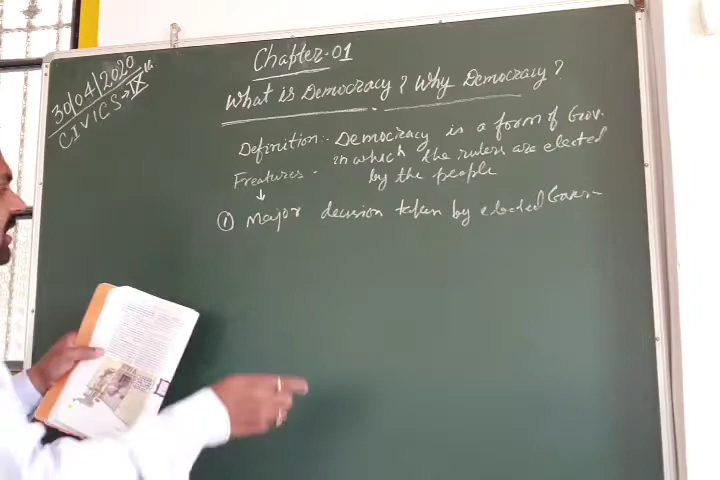 30/04/2020
CIVICS → IX th
Chapter-01
What is Democracy? Why Democracy?
Definition:- Democracy is a form of Gov.
in which the rulers are elected
by the people
Freatures -
↓
① Major decision taken by elected Govern-